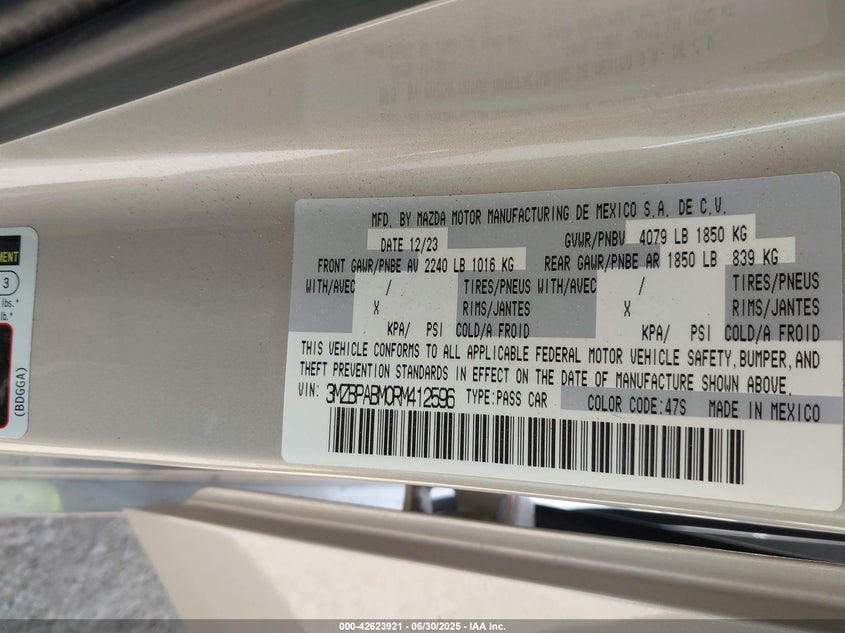 MFD. BY MAZDA MOTOR MANUFACTURING DE MEXICO S.A. DE C.V.
DATE 12/23 GVWR/PNBV 4079 LB 1850 KG
FRONT GAWR/PNBE AV 2240 LB 1016 KG REAR GAWR/PNBE AR 1850 LB 839 KG
WITH/AVEC / TIRES/PNEUS WITH/AVEC / TIRES/PNEUS
X RIMS/JANTES X RIMS/JANTES
KPA/ PSI COLD/A FROID KPA/ PSI COLD/A FROID
THIS VEHICLE CONFORMS TO ALL APPLICABLE FEDERAL MOTOR VEHICLE SAFETY, BUMPER, AND
THEFT PREVENTION STANDARDS IN EFFECT ON THE DATE OF MANUFACTURE SHOWN ABOVE.
VIN: 3MZBPABM0RM412596 TYPE:PASS CAR COLOR CODE:47S MADE IN MEXICO
3
lbs.*
lb.*
(BDGGA)
000-42623921 - 06/30/2025 - IAA Inc.